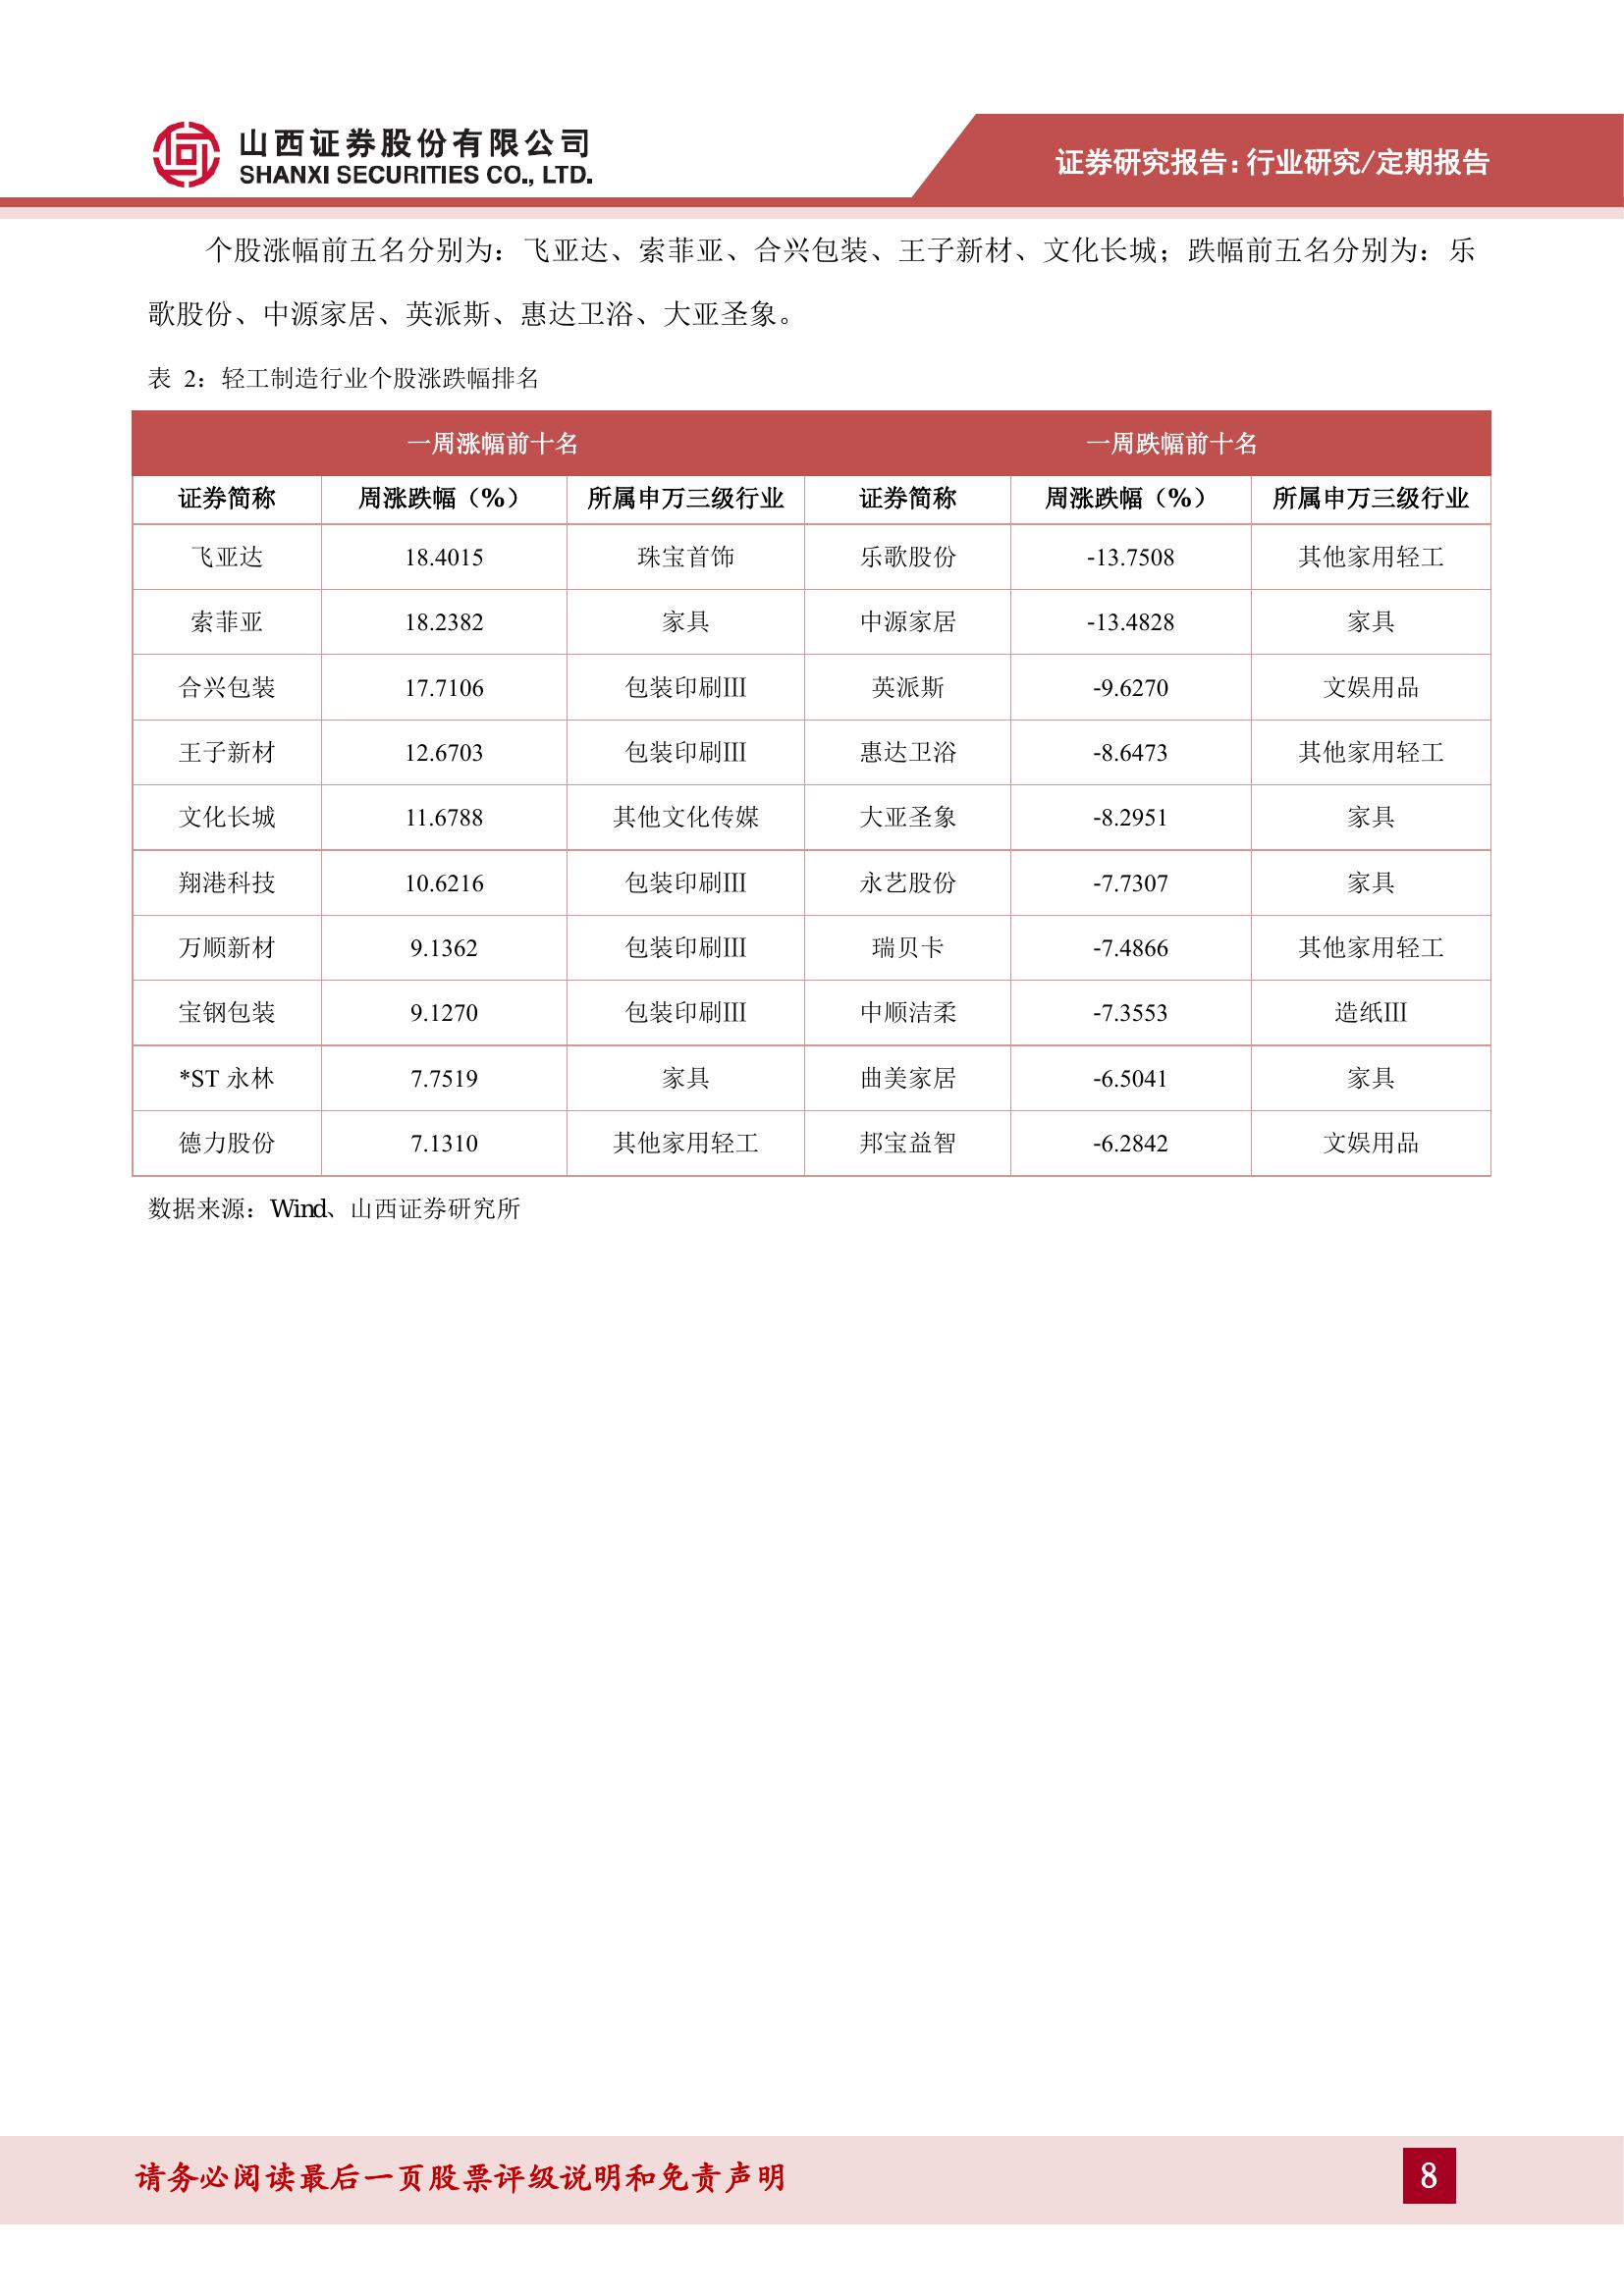 山西证券股份有限公司
SHANXI SECURITIES CO., LTD.
证券研究报告:行业研究/定期报告
个股涨幅前五名分别为：飞亚达、索菲亚、合兴包装、王子新材、文化长城；跌幅前五名分别为：乐
歌股份、中源家居、英派斯、惠达卫浴、大亚圣象。
表 2：轻工制造行业个股涨跌幅排名
一周涨幅前十名 一周跌幅前十名
证券简称 周涨跌幅（%） 所属申万三级行业 证券简称 周涨跌幅（%） 所属申万三级行业
飞亚达 18.4015 珠宝首饰 乐歌股份 -13.7508 其他家用轻工
索菲亚 18.2382 家具 中源家居 -13.4828 家具
合兴包装 17.7106 包装印刷Ⅲ 英派斯 -9.6270 文娱用品
王子新材 12.6703 包装印刷Ⅲ 惠达卫浴 -8.6473 其他家用轻工
文化长城 11.6788 其他文化传媒 大亚圣象 -8.2951 家具
翔港科技 10.6216 包装印刷Ⅲ 永艺股份 -7.7307 家具
万顺新材 9.1362 包装印刷Ⅲ 瑞贝卡 -7.4866 其他家用轻工
宝钢包装 9.1270 包装印刷Ⅲ 中顺洁柔 -7.3553 造纸Ⅲ
*ST 永林 7.7519 家具 曲美家居 -6.5041 家具
德力股份 7.1310 其他家用轻工 邦宝益智 -6.2842 文娱用品
数据来源：Wind、山西证券研究所
请务必阅读最后一页股票评级说明和免责声明
8